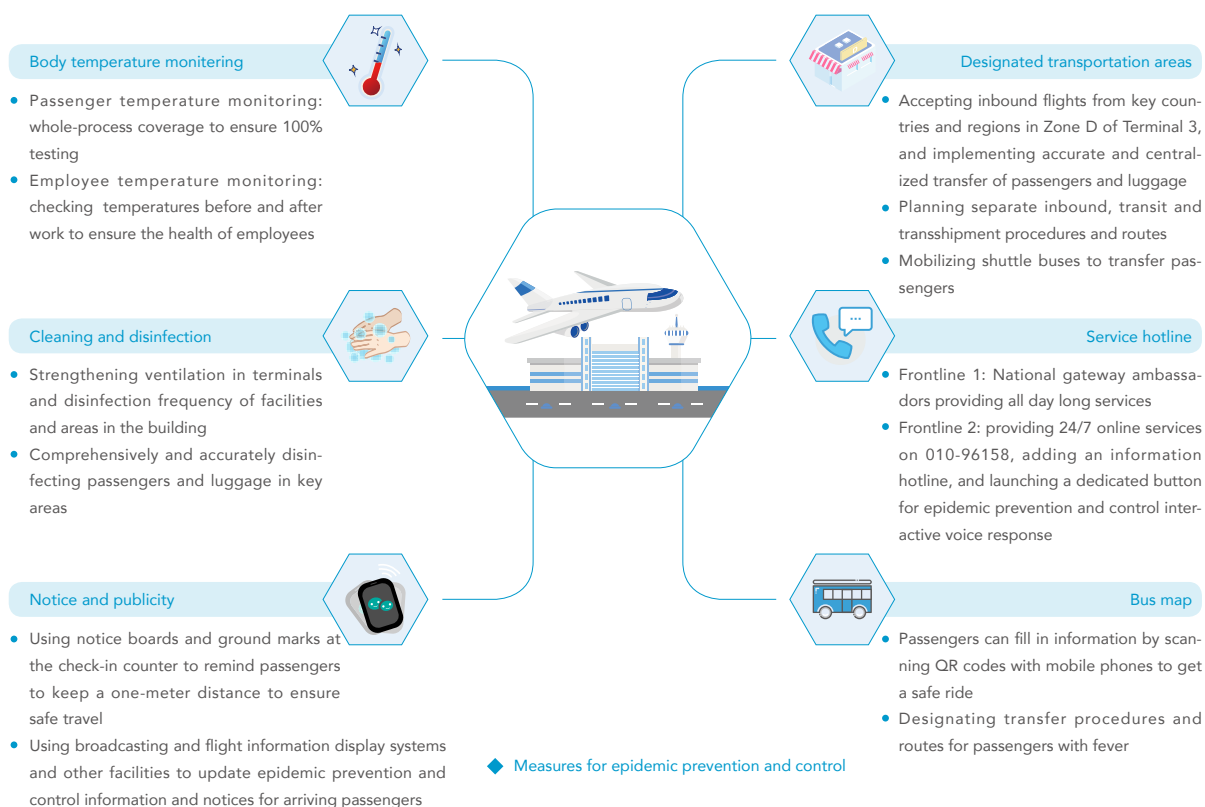 Body temperature monitering
Passenger temperature monitoring:
whole-process coverage to ensure 100%
testing
Employee temperature monitoring:
checking temperatures before and after
work to ensure the health of employees
Cleaning and disinfection
Strengthening ventilation in terminals
and disinfection frequency of facilities
and areas in the building
Comprehensively and accurately disin-
fecting passengers and luggage in key
areas
Notice and publicity
Using notice boards and ground marks at
the check-in counter to remind passengers
to keep a one-meter distance to ensure
safe travel
Using broadcasting and flight information display systems
and other facilities to update epidemic prevention and
control information and notices for arriving passengers
Designated transportation areas
Accepting inbound flights from key coun-
tries and regions in Zone D of Terminal 3,
and implementing accurate and central-
ized transfer of passengers and luggage
Planning separate inbound, transit and
transshipment procedures and routes
Mobilizing shuttle buses to transfer pas-
sengers
Service hotline
Frontline 1: National gateway ambassa-
dors providing all day long services
Frontline 2: providing 24/7 online services
on 010-96158, adding an information
hotline, and launching a dedicated button
for epidemic prevention and control inter-
active voice response
Bus map
Passengers can fill in information by scan-
ning QR codes with mobile phones to get
a safe ride
Designating transfer procedures and
routes for passengers with fever
Measures for epidemic prevention and control